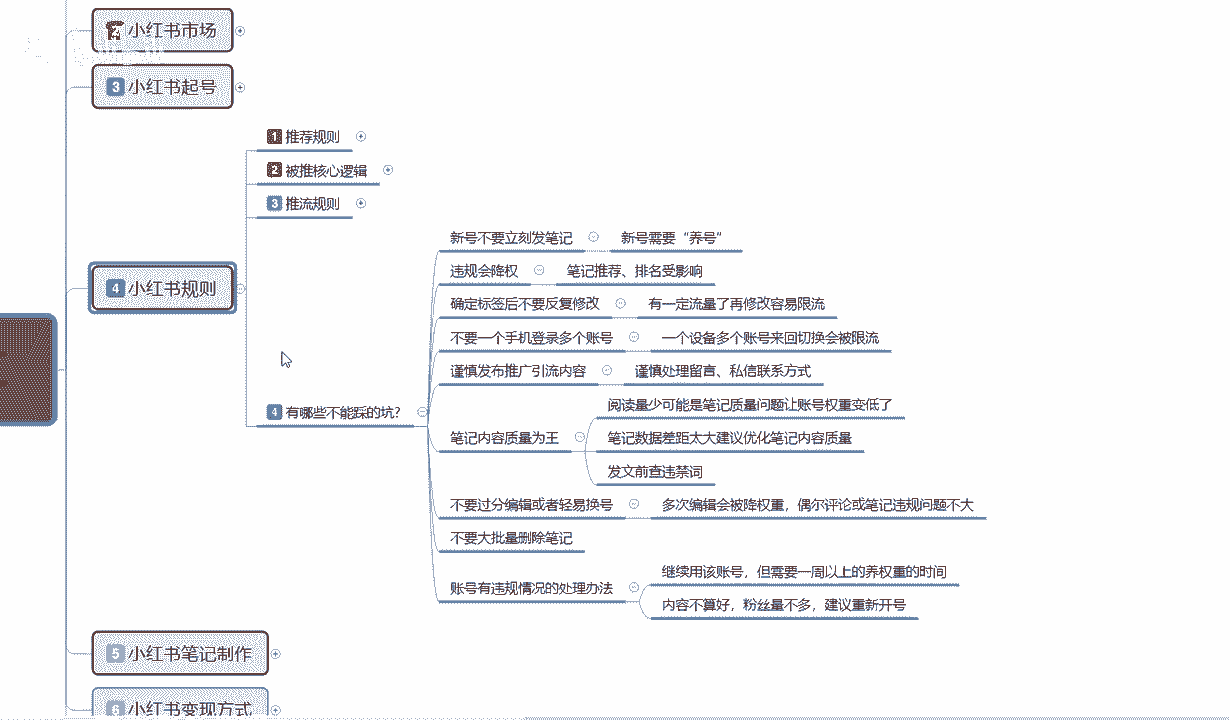 2 小红书市场
3 小红书起号
1 推荐规则
2 被推核心逻辑
3 推流规则
4 小红书规则
4 有哪些不能踩的坑？
新号不要立刻发笔记
新号需要“养号”
违规会降权
笔记推荐、排名受影响
确定标签后不要反复修改
有一定流量了再修改容易限流
不要一个手机登录多个账号
一个设备多个账号来回切换会被限流
谨慎发布推广引流内容
谨慎处理留言、私信联系方式
笔记内容质量为王
阅读量少可能是笔记质量问题让账号权重变低了
笔记数据差距太大建议优化笔记内容质量
发文前查违禁词
不要过分编辑或者轻易换号
多次编辑会被降权重，偶尔评论或笔记违规问题不大
不要大批量删除笔记
账号有违规情况的处理办法
继续用该账号，但需要一周以上的养权重的时间
内容不算好，粉丝量不多，建议重新开号
5 小红书笔记制作
6 小红书变现方式